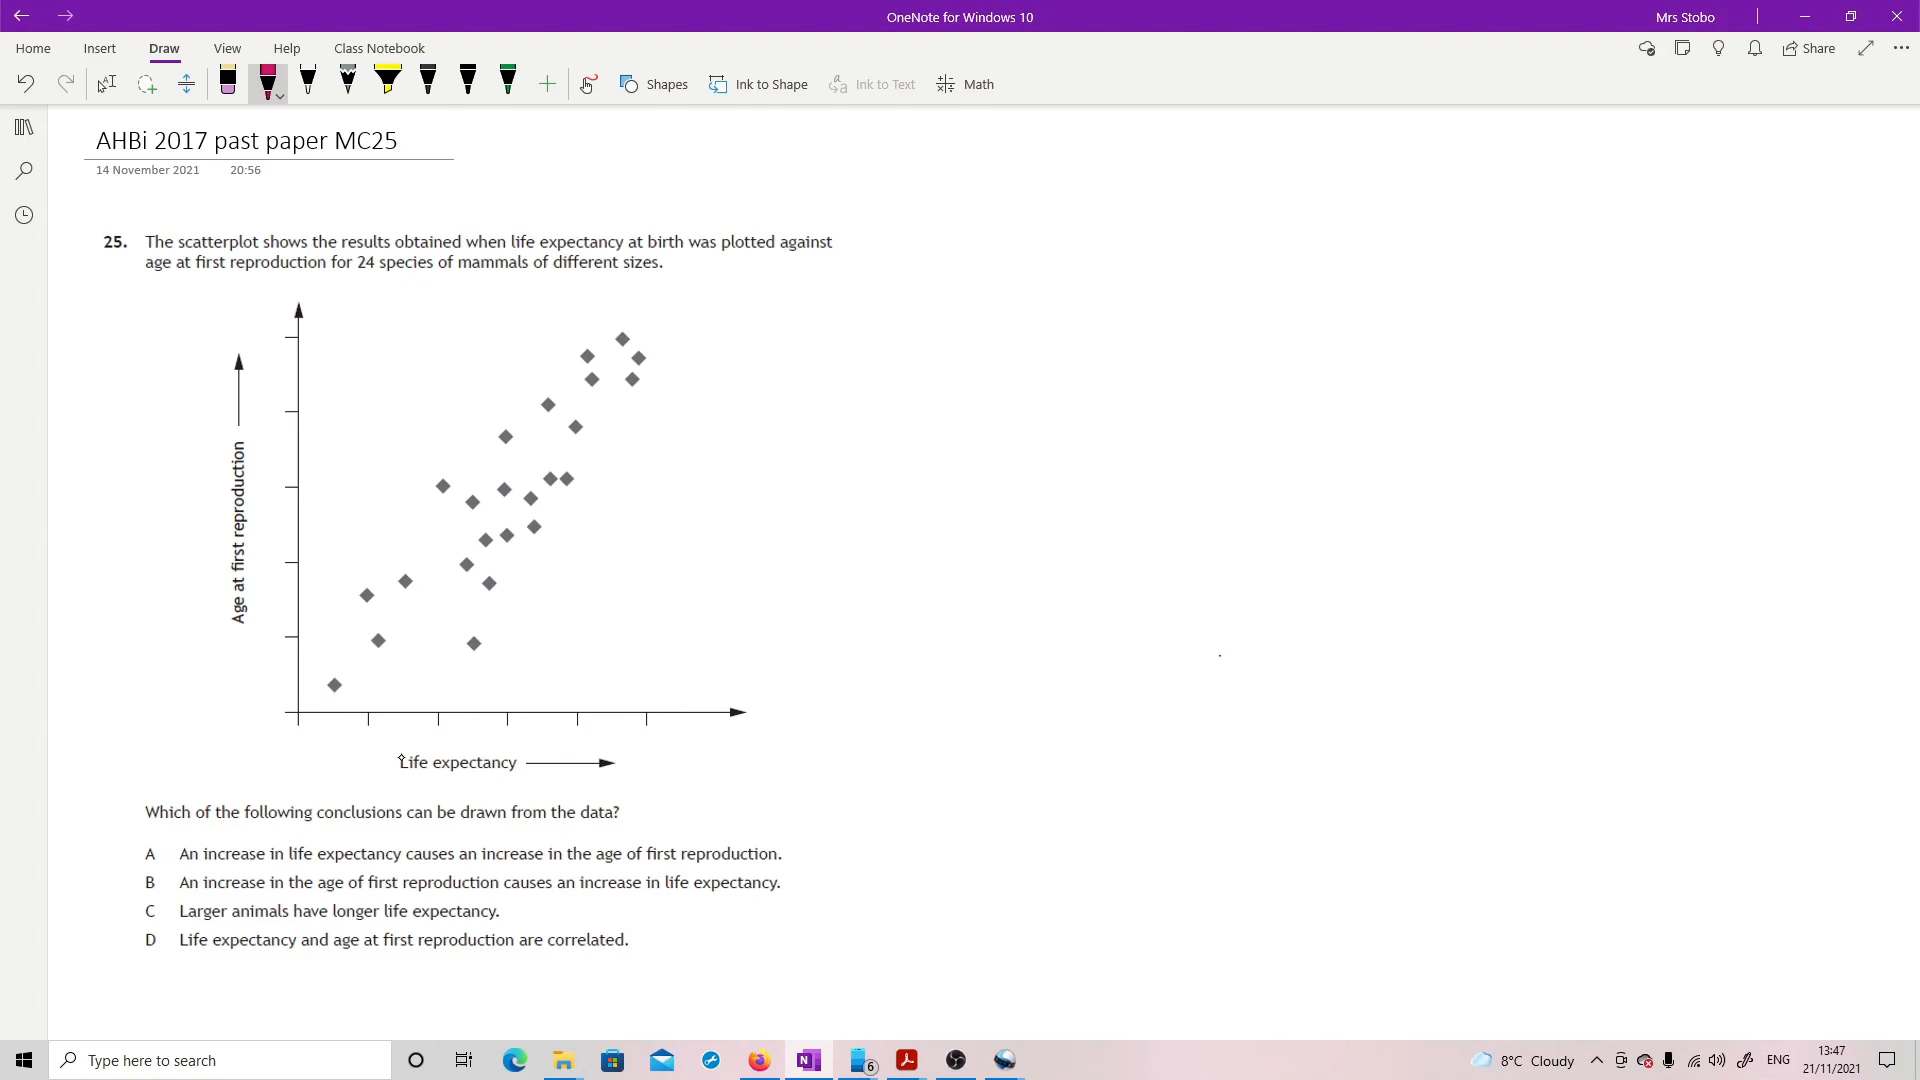 OneNote for Windows 10
Mrs Stobo
Home Insert Draw View Help Class Notebook
Share
Shapes Ink to Shape Ink to Text Math
AHBi 2017 past paper MC25
14 November 2021 20:56
25. The scatterplot shows the results obtained when life expectancy at birth was plotted against
age at first reproduction for 24 species of mammals of different sizes.
Age at first reproduction
Life expectancy
Which of the following conclusions can be drawn from the data?
A An increase in life expectancy causes an increase in the age of first reproduction.
B An increase in the age of first reproduction causes an increase in life expectancy.
C Larger animals have longer life expectancy.
D Life expectancy and age at first reproduction are correlated.
Type here to search
6
8°C Cloudy
ENG
13:47
21/11/2021